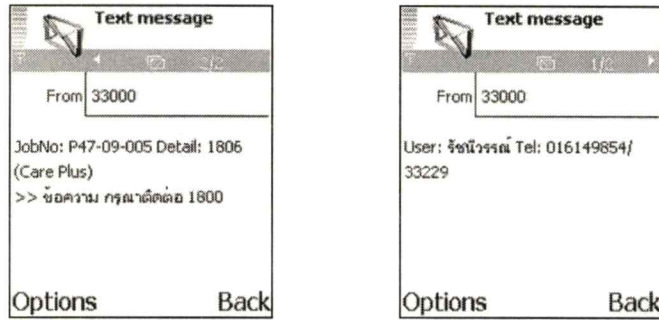 Text message
2/2
From 33000
JobNo: P47-09-005 Detail: 1806
(Care Plus)
>> ข้อความ กรุณาติดต่อ 1800
Options Back
Text message
1/2
From 33000
User: รัชนีวรรณ์ Tel: 016149854/
33229
Options Back